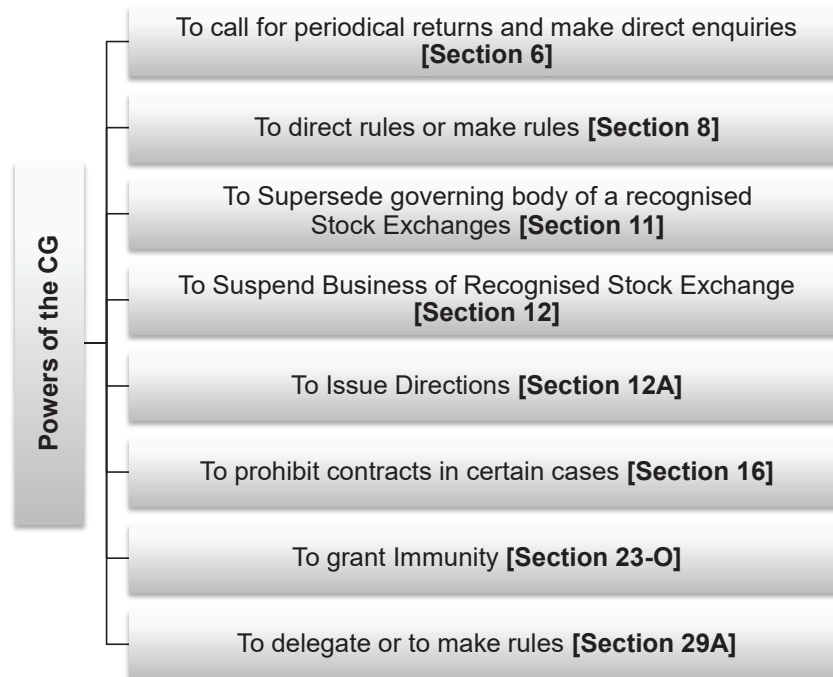 Powers of the CG
To call for periodical returns and make direct enquiries
[Section 6]
To direct rules or make rules [Section 8]
To Supersede governing body of a recognised
Stock Exchanges [Section 11]
To Suspend Business of Recognised Stock Exchange
[Section 12]
To Issue Directions [Section 12A]
To prohibit contracts in certain cases [Section 16]
To grant Immunity [Section 23-O]
To delegate or to make rules [Section 29A]